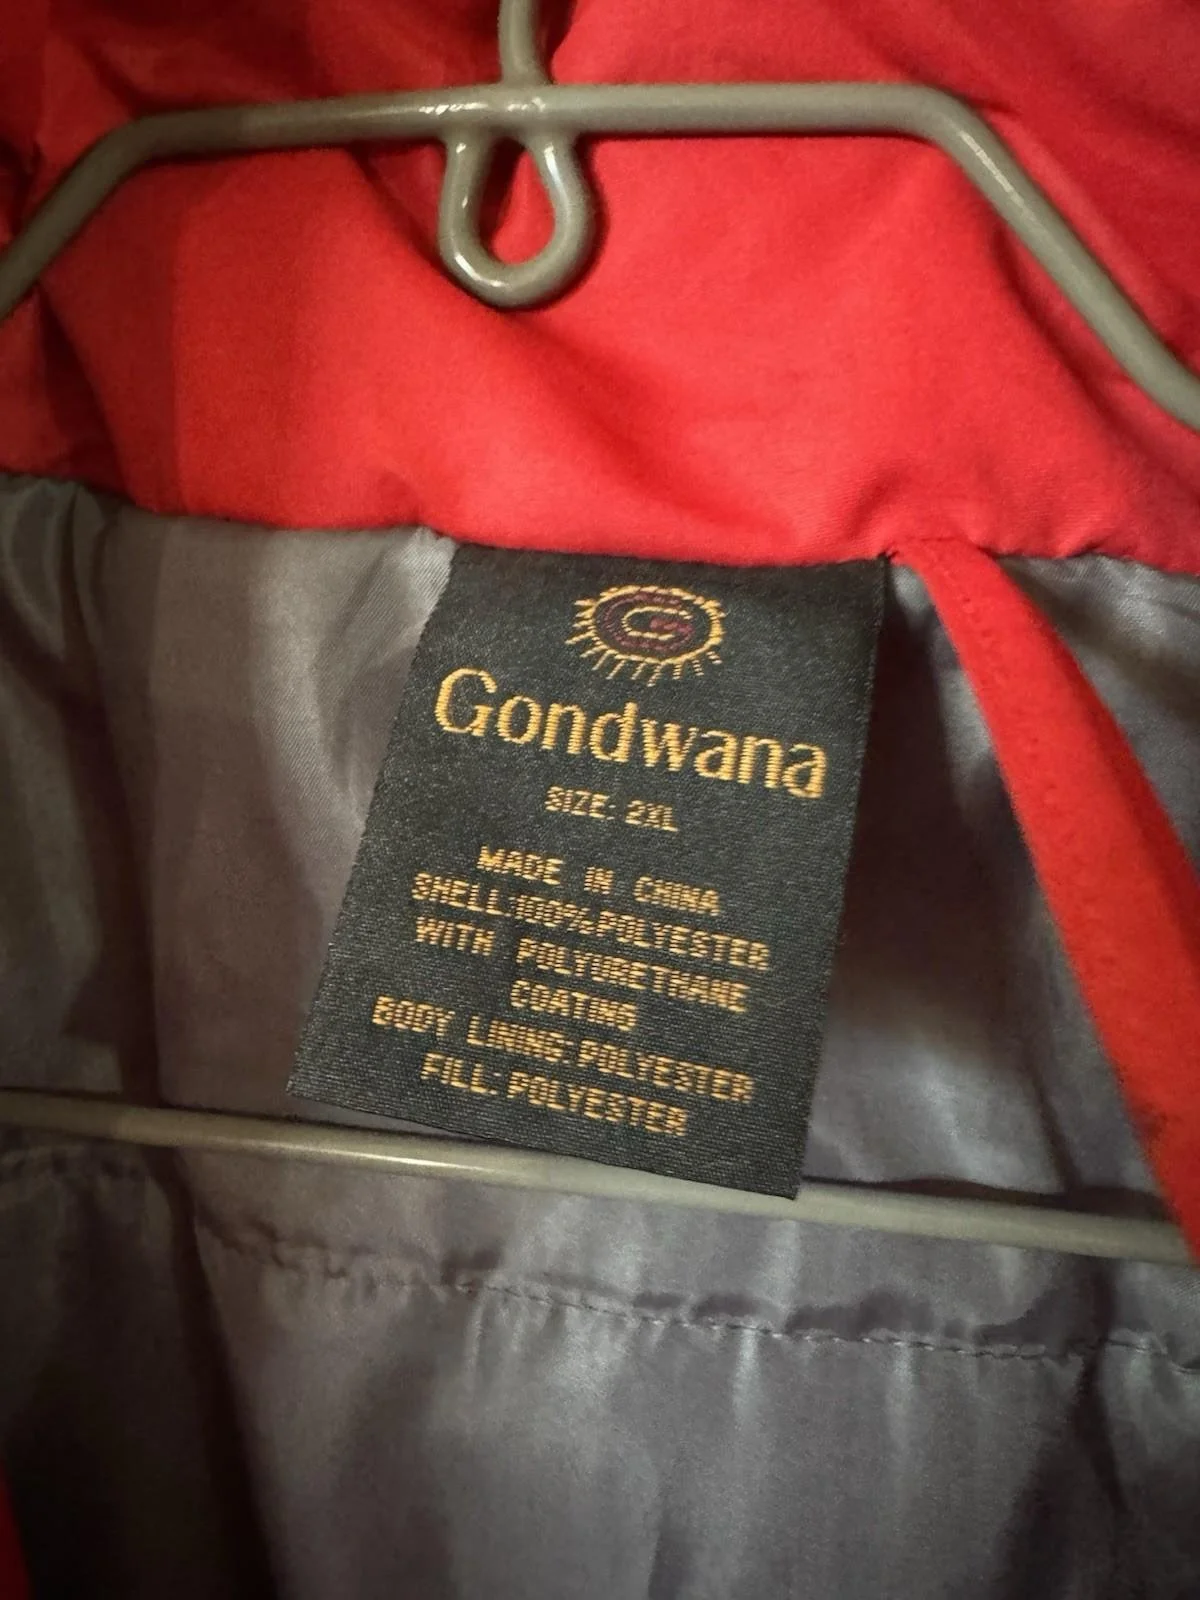 G
Gondwana
SIZE: 2XL
MADE IN CHINA
SHELL:100%POLYESTER
WITH POLYURETHANE
COATING
BODY LINING:POLYESTER
FILL: POLYESTER